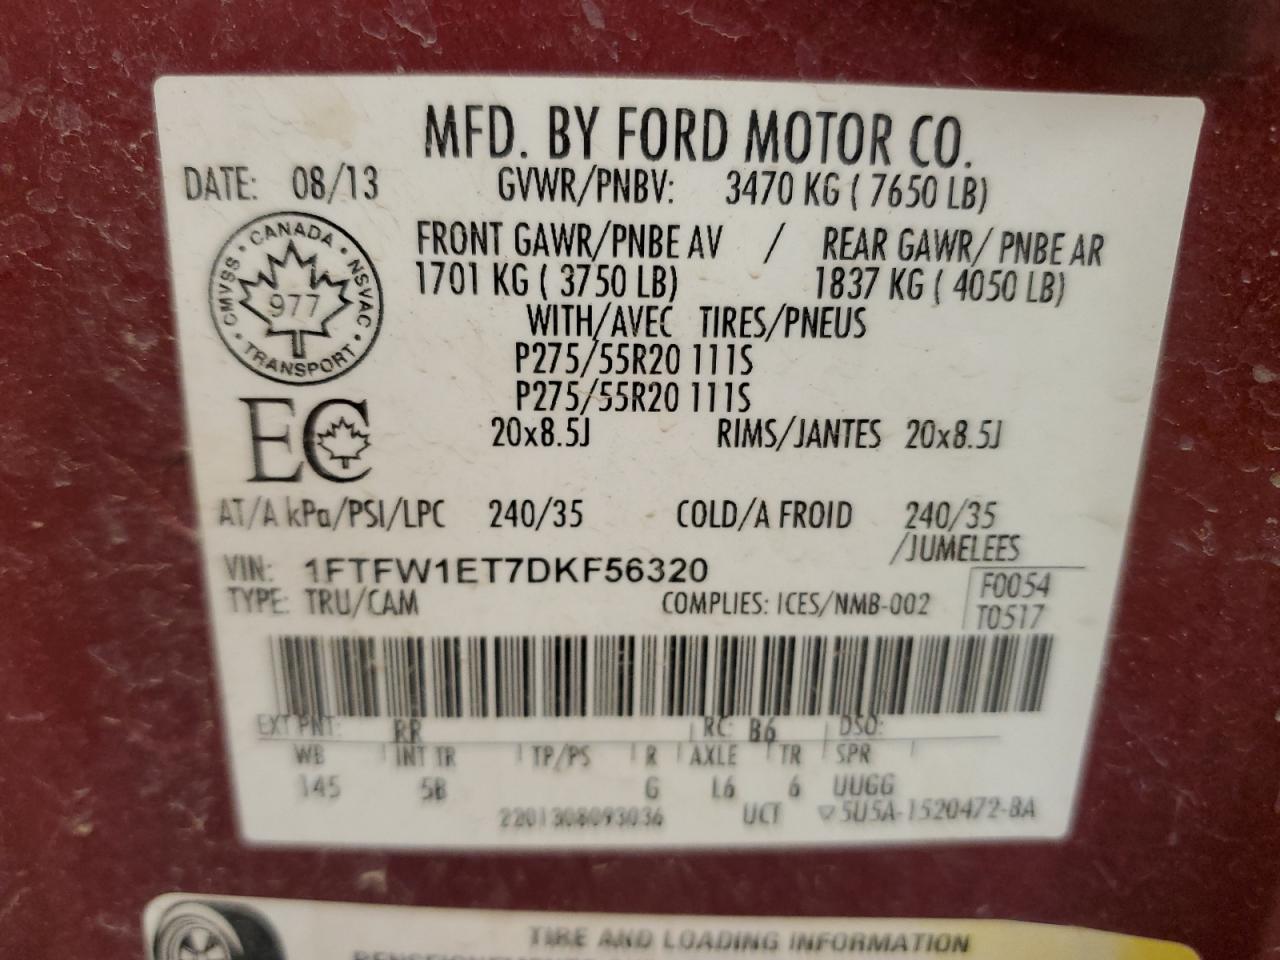 MFD. BY FORD MOTOR CO.
DATE: 08/13 GVWR/PNBV: 3470 KG ( 7650 LB)
FRONT GAWR/PNBE AV / REAR GAWR/ PNBE AR
1701 KG ( 3750 LB) 1837 KG ( 4050 LB)
WITH/AVEC TIRES/PNEUS
P275/55R20 111S
P275/55R20 111S
20x8.5J RIMS/JANTES 20x8.5J
CANADA • NSVAC • TRANSPORT • CMVSS •
977
EC
AT/A kPa/PSI/LPC 240/35 COLD/A FROID 240/35
/JUMELEES
VIN: 1FTFW1ET7DKF56320
F0054
TYPE: TRU/CAM COMPLIES: ICES/NMB-002
T0517
EXT PNT: RR RC: B6 DSO:
WB INT TR TP/PS R AXLE TR SPR
145 5B G L6 6 UUGG
2201308093036 UCT ▽5U5A-1520472-BA
TIRE AND LOADING INFORMATION